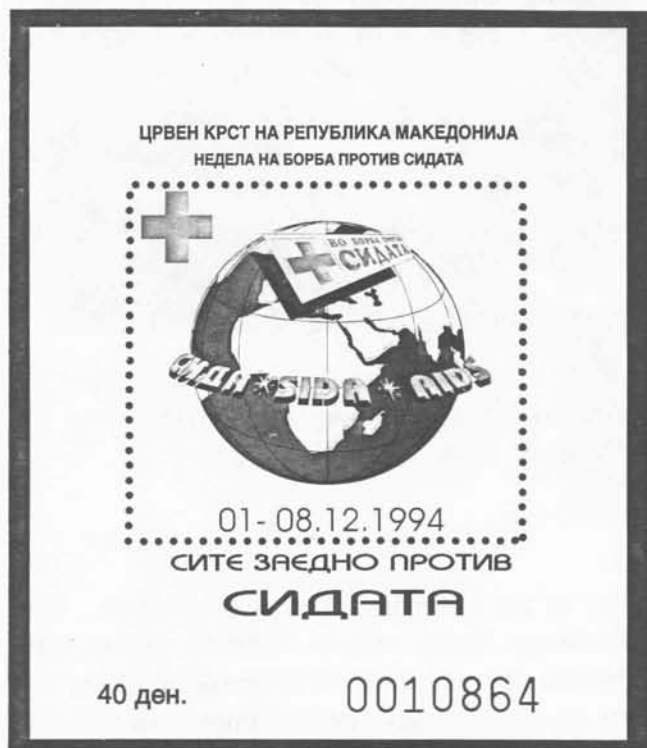 ЦРВЕН КРСТ НА РЕПУБЛИКА МАКЕДОНИЈА
НЕДЕЛА НА БОРБА ПРОТИВ СИДАТА
ВО БОРБА
СИДАТА
СИДА * SIDA * AIDS
01-08.12.1994
СИТЕ ЗАЕДНО ПРОТИВ
СИДАТА
40 ден.
0010864